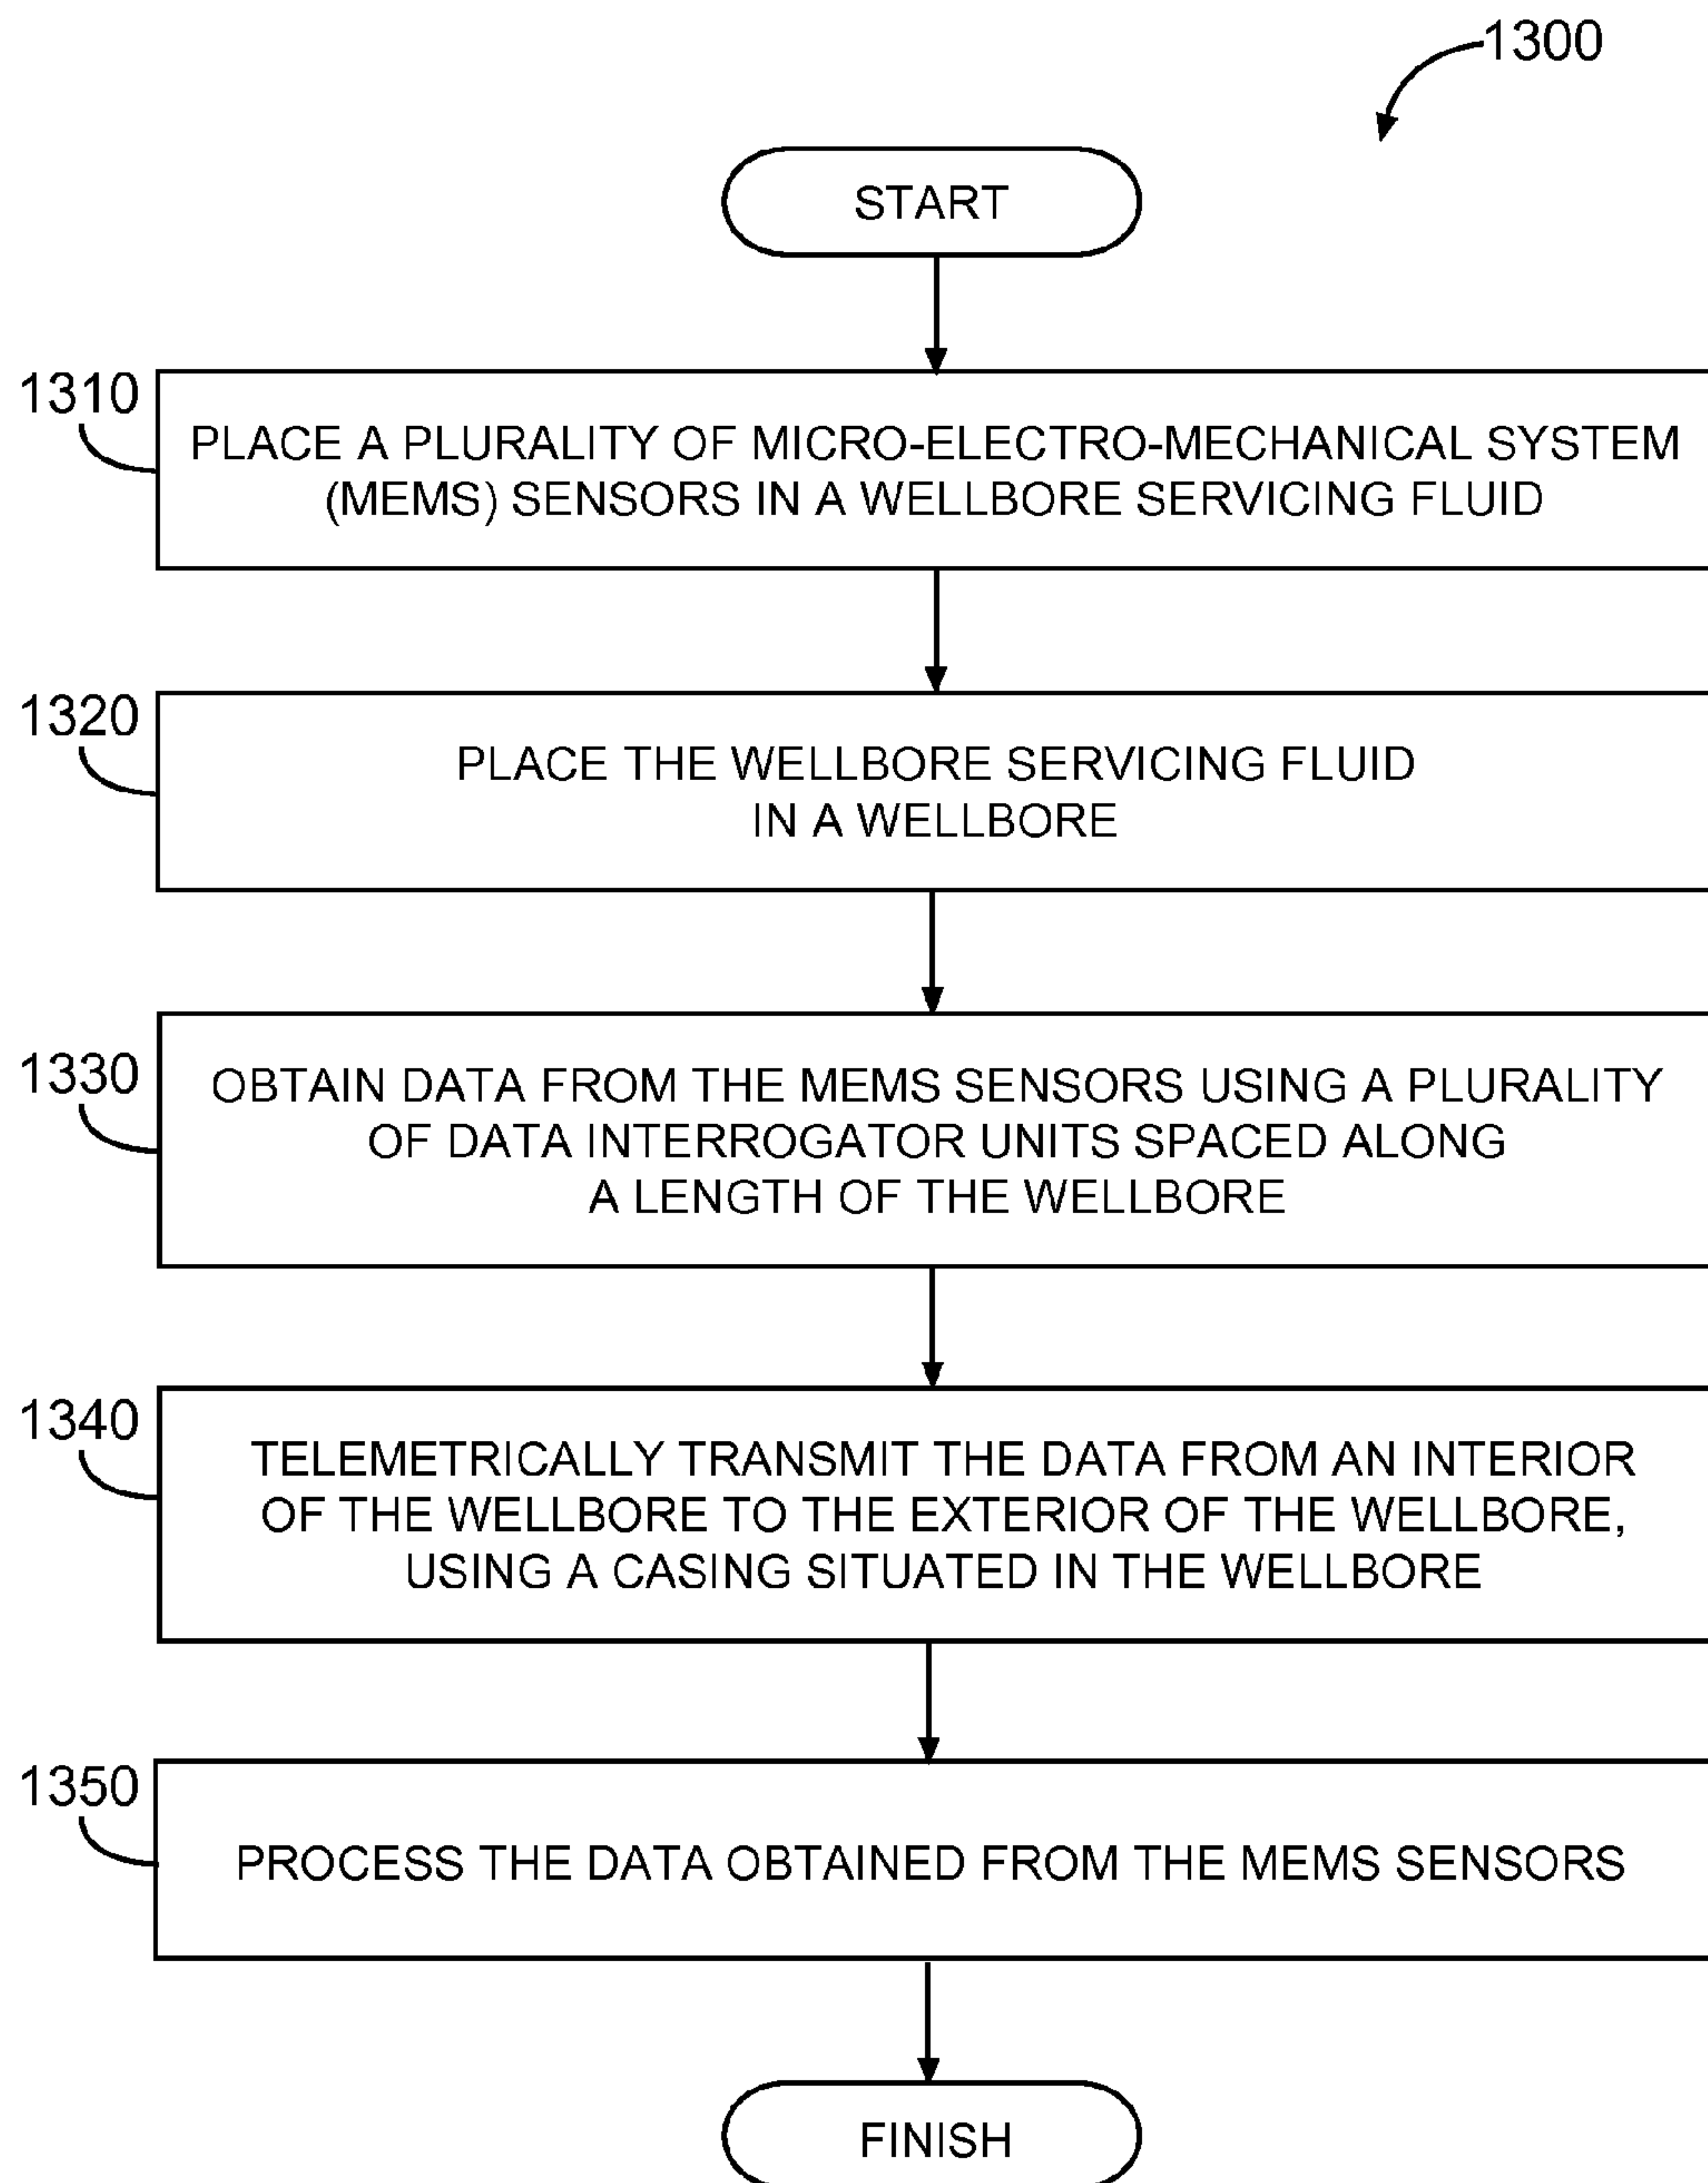 1300
START
1310
PLACE A PLURALITY OF MICRO-ELECTRO-MECHANICAL SYSTEM
(MEMS) SENSORS IN A WELLBORE SERVICING FLUID
1320
PLACE THE WELLBORE SERVICING FLUID
IN A WELLBORE
1330
OBTAIN DATA FROM THE MEMS SENSORS USING A PLURALITY
OF DATA INTERROGATOR UNITS SPACED ALONG
A LENGTH OF THE WELLBORE
1340
TELEMETRICALLY TRANSMIT THE DATA FROM AN INTERIOR
OF THE WELLBORE TO THE EXTERIOR OF THE WELLBORE,
USING A CASING SITUATED IN THE WELLBORE
1350
PROCESS THE DATA OBTAINED FROM THE MEMS SENSORS
FINISH